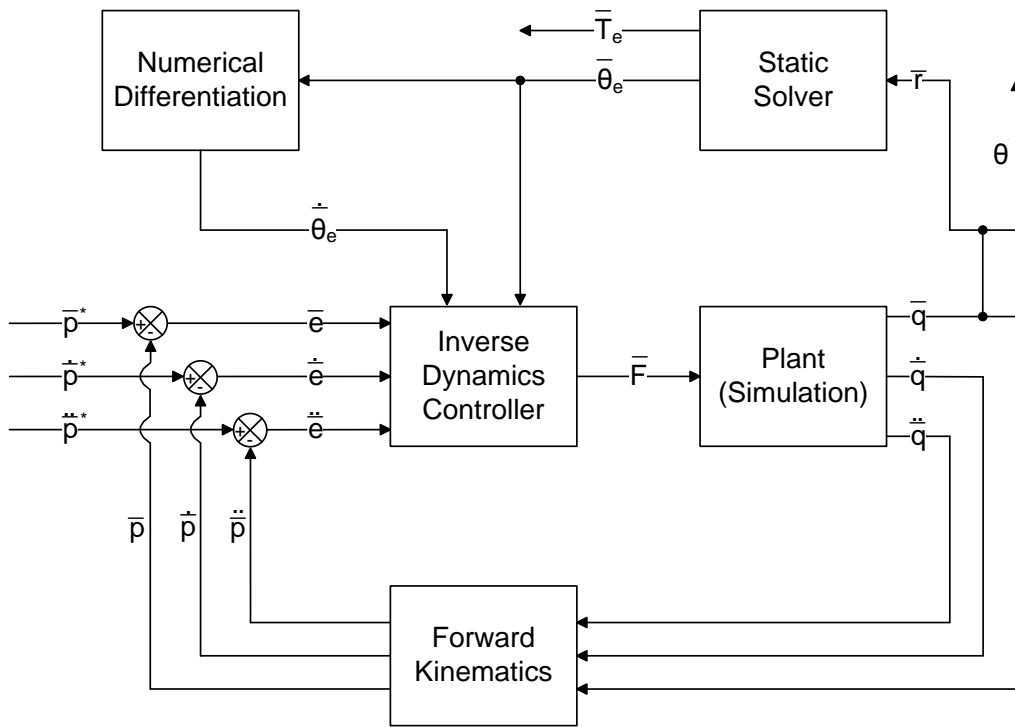 T̅ₑ
Numerical
Differentiation
θ̅ₑ
Static
Solver
r̅
θ
θ̅̇ₑ
p̅*
+
-
e̅
Inverse
Dynamics
Controller
F̅
Plant
(Simulation)
q̅
p̅̇*
+
-
e̅̇
q̅̇
p̅̈*
+
-
e̅̈
q̅̈
p̅
p̅̇
p̅̈
Forward
Kinematics